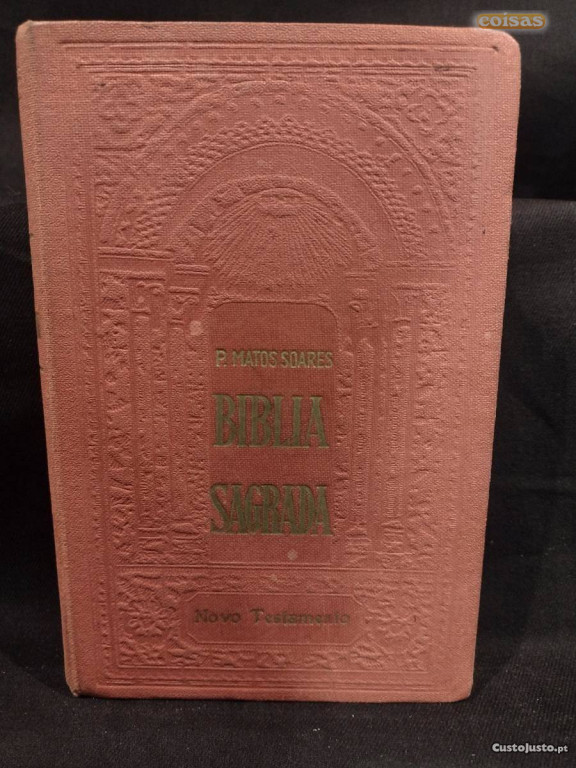 coisas
P. MATOS SOARES
BIBLIA
SAGRADA
Novo Testamento
CustoJusto.pt